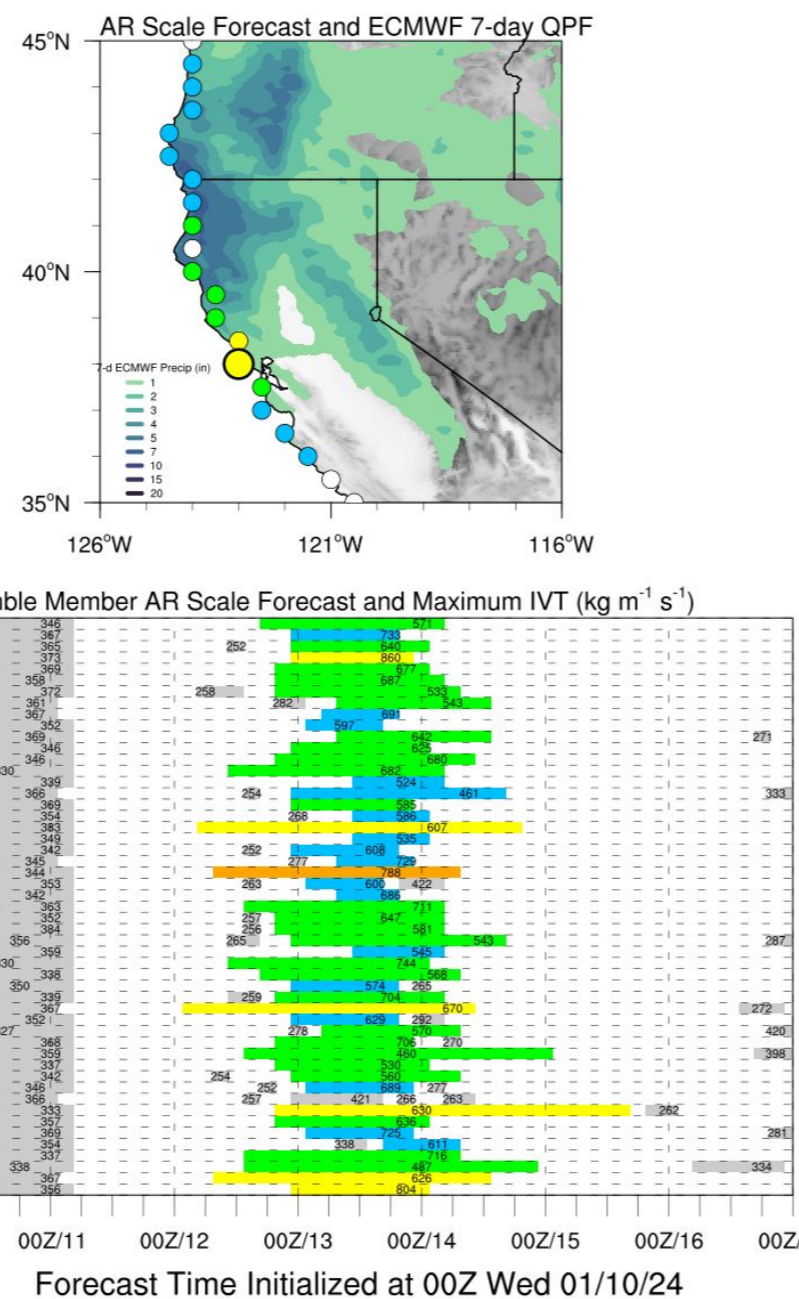 AR Scale Forecast and ECMWF 7-day QPF
45°N
40°N
7-d ECMWF Precip (in)
1
2
3
4
5
7
10
15
20
35°N
126°W 121°W 116°W
nble Member AR Scale Forecast and Maximum IVT (kg m⁻¹ s⁻¹)
346 571
367 733
365 252 640
373 860
369 677
358 687
372 258 533
361 282 543
367 691
352 597
369 642 271
346 625
346 680
330 682
339 524
366 254 461 333
369 585
354 268 586
383 607
349 535
342 252 608
345 277 729
344 788
353 263 600 422
342 686
363 711
352 257 647
384 256 581
356 265 543 287
359 545
330 744
338 568
350 574 265
339 259 704
367 670 272
352 629 292
327 278 570 420
368 706 270
359 460 398
337 530
342 254 560
346 252 689 277
366 257 421 266 263
333 630 262
357 636
369 725 281
354 338 611
337 716
338 487 334
367 626
356 804
00Z/11 00Z/12 00Z/13 00Z/14 00Z/15 00Z/16 00Z/
Forecast Time Initialized at 00Z Wed 01/10/24